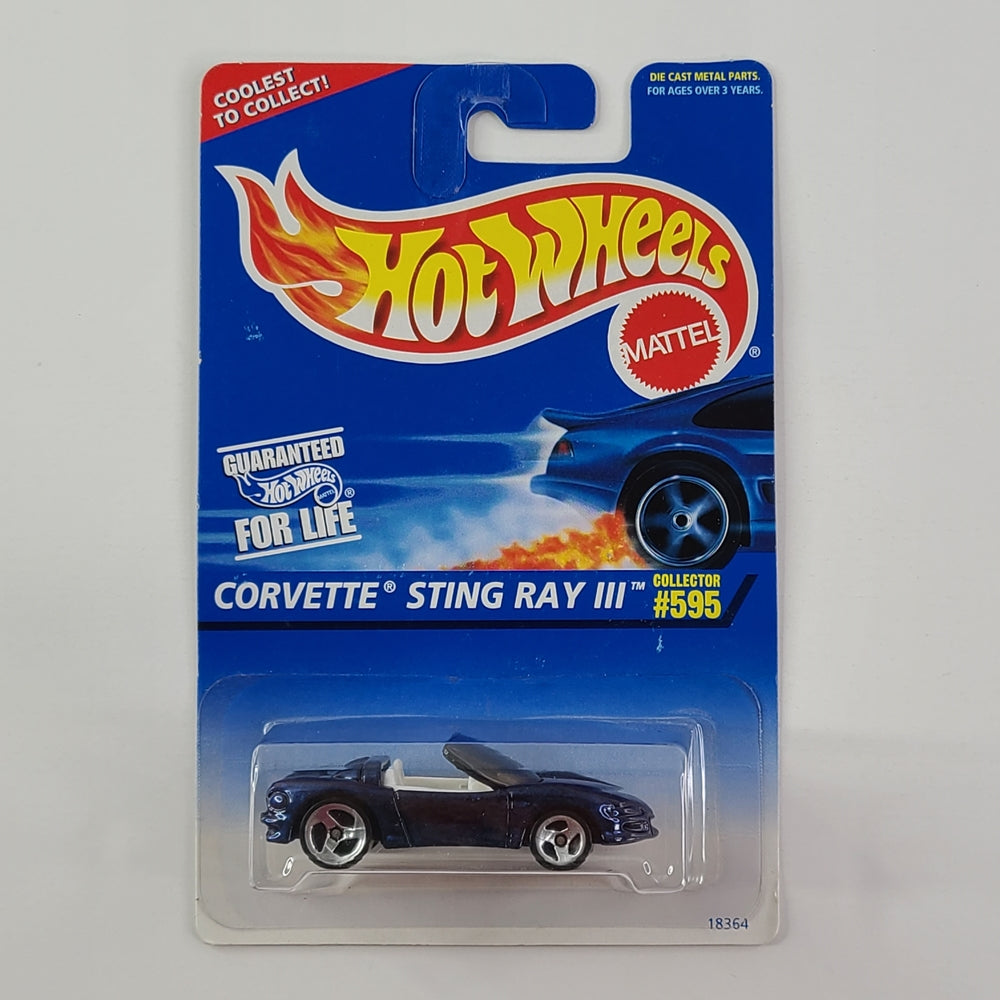 COOLEST
TO COLLECT!
DIE CAST METAL PARTS.
FOR AGES OVER 3 YEARS.
HOT WHEELS
MATTEL
®
GUARANTEED
HOT WHEELS
MATTEL
®
FOR LIFE
CORVETTE® STING RAY III™
COLLECTOR
#595
18364